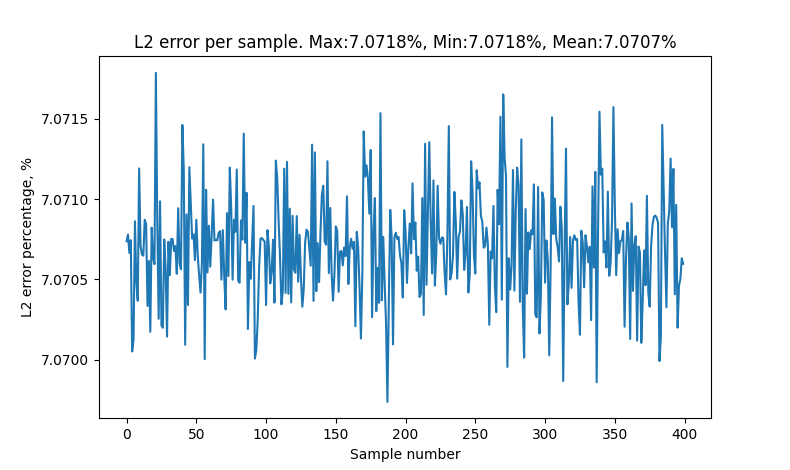 L2 error per sample. Max:7.0718%, Min:7.0718%, Mean:7.0707%
7.0715
7.0710
7.0705
7.0700
L2 error percentage, %
0 50 100 150 200 250 300 350 400
Sample number